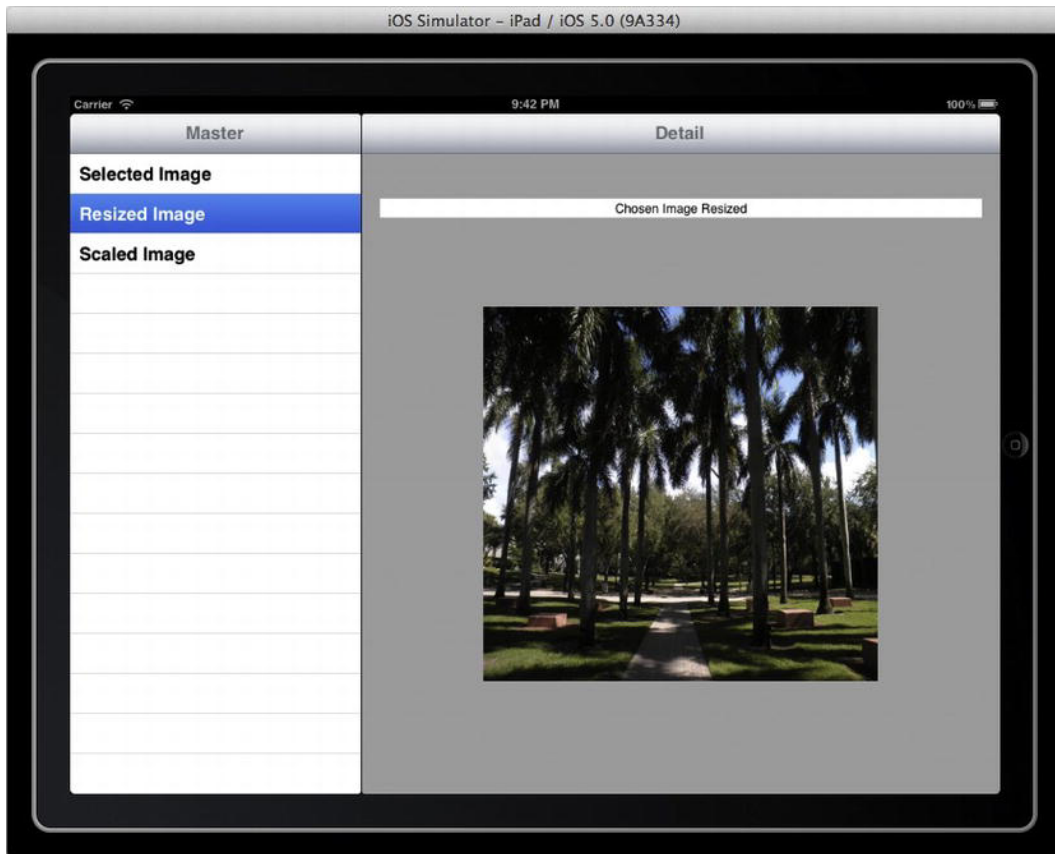 iOS Simulator – iPad / iOS 5.0 (9A334)
Carrier 9:42 PM 100%
Master Detail
Selected Image
Resized Image
Chosen Image Resized
Scaled Image